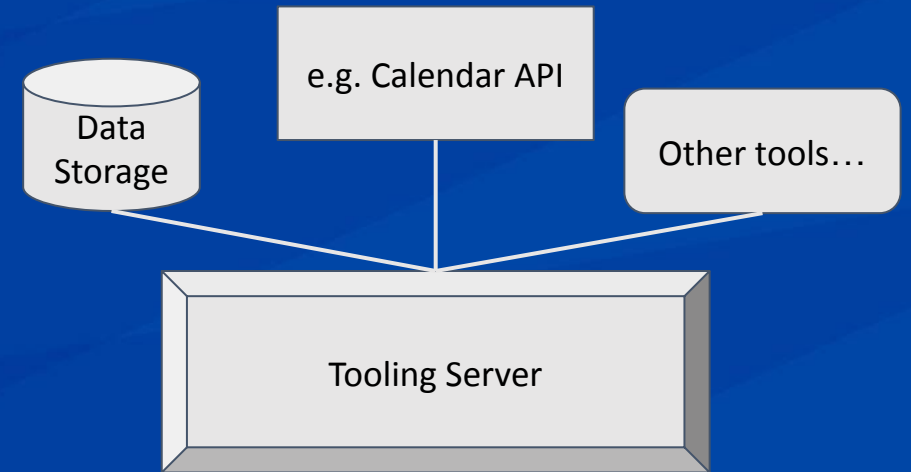 e.g. Calendar API
Data
Storage
Other tools…
Tooling Server